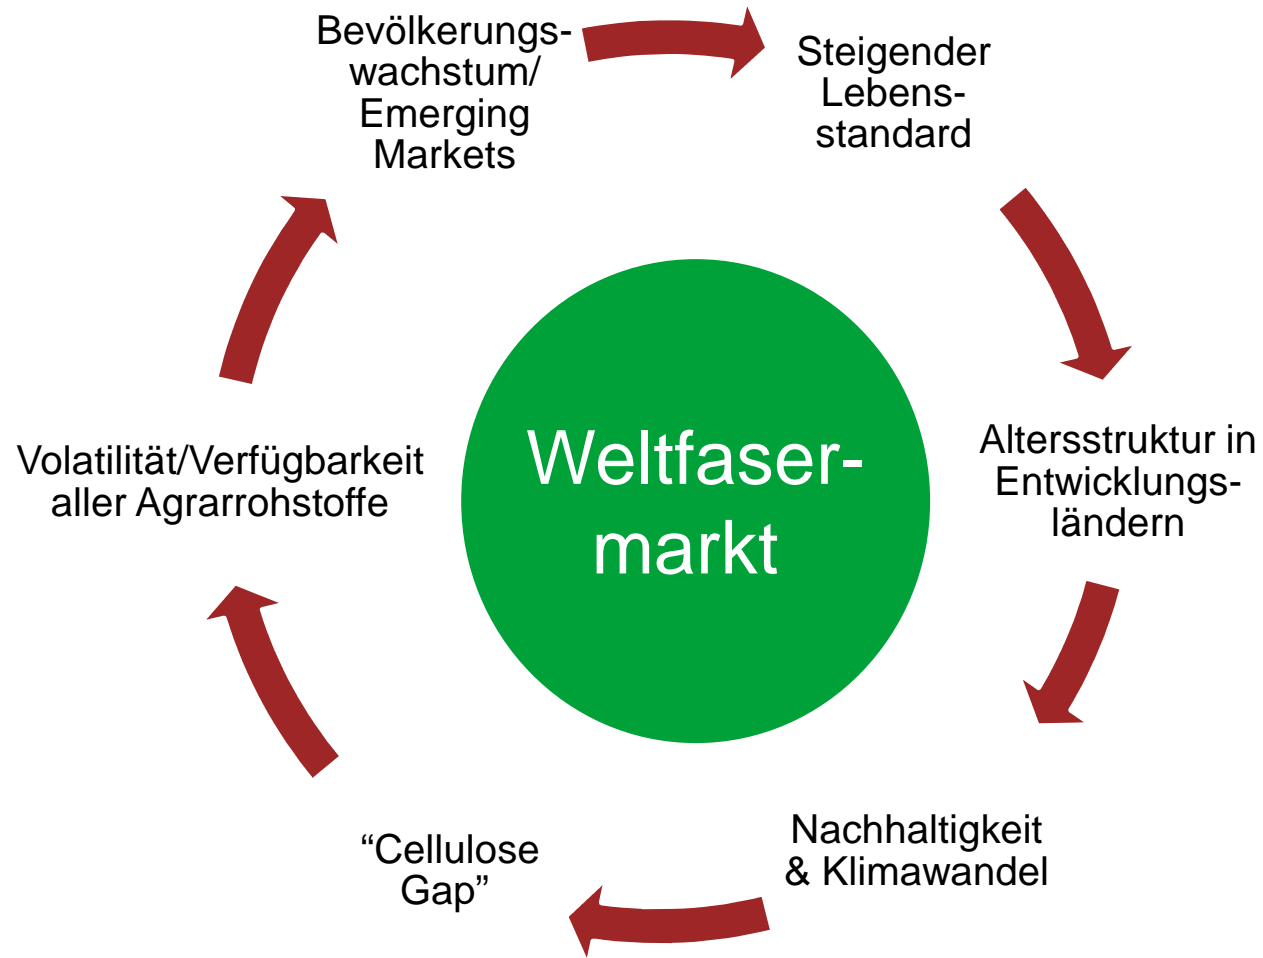 Bevölkerungs-
wachstum/
Emerging
Markets
Steigender
Lebens-
standard
Altersstruktur in
Entwicklungs-
ländern
Nachhaltigkeit
& Klimawandel
“Cellulose
Gap”
Volatilität/Verfügbarkeit
aller Agrarrohstoffe
Weltfaser-
markt